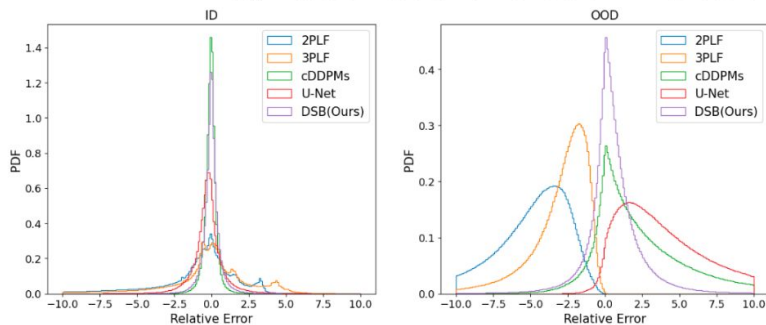 ID
PDF
1.4
1.2
1.0
0.8
0.6
0.4
0.2
0.0
2PLF
3PLF
cDDPMs
U-Net
DSB(Ours)
-10.0 -7.5 -5.0 -2.5 0.0 2.5 5.0 7.5 10.0
Relative Error
OOD
PDF
0.4
0.3
0.2
0.1
0.0
2PLF
3PLF
cDDPMs
U-Net
DSB(Ours)
-10.0 -7.5 -5.0 -2.5 0.0 2.5 5.0 7.5 10.0
Relative Error